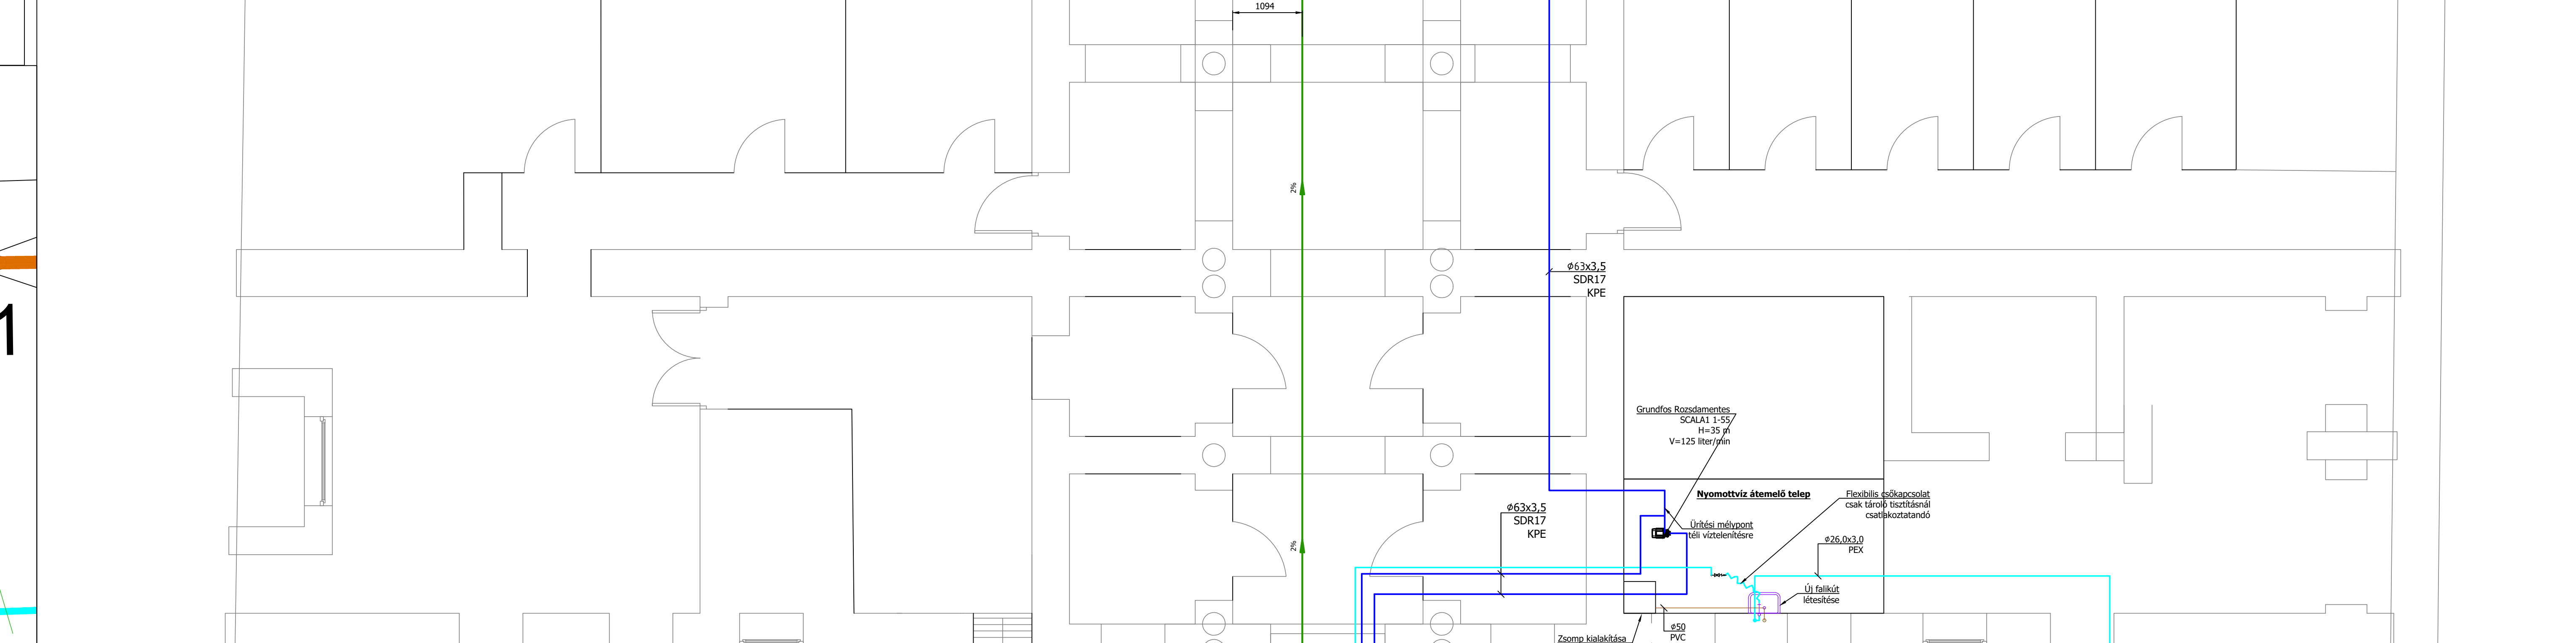 1094
2%
1
ϕ63x3,5
SDR17
KPE
Grundfos Rozsdamentes
SCALA1 1-55
H=35 m
V=125 liter/min
Nyomottvíz átemelő telep
Flexibilis csőkapcsolat
csak tároló tisztításnál
csatlakoztatandó
ϕ63x3,5
SDR17
KPE
Ürítési mélypont
téli víztelenítésre
2%
ϕ26,0x3,0
PEX
Új falikút
létesítése
ϕ50
PVC
Zsomp kialakítása